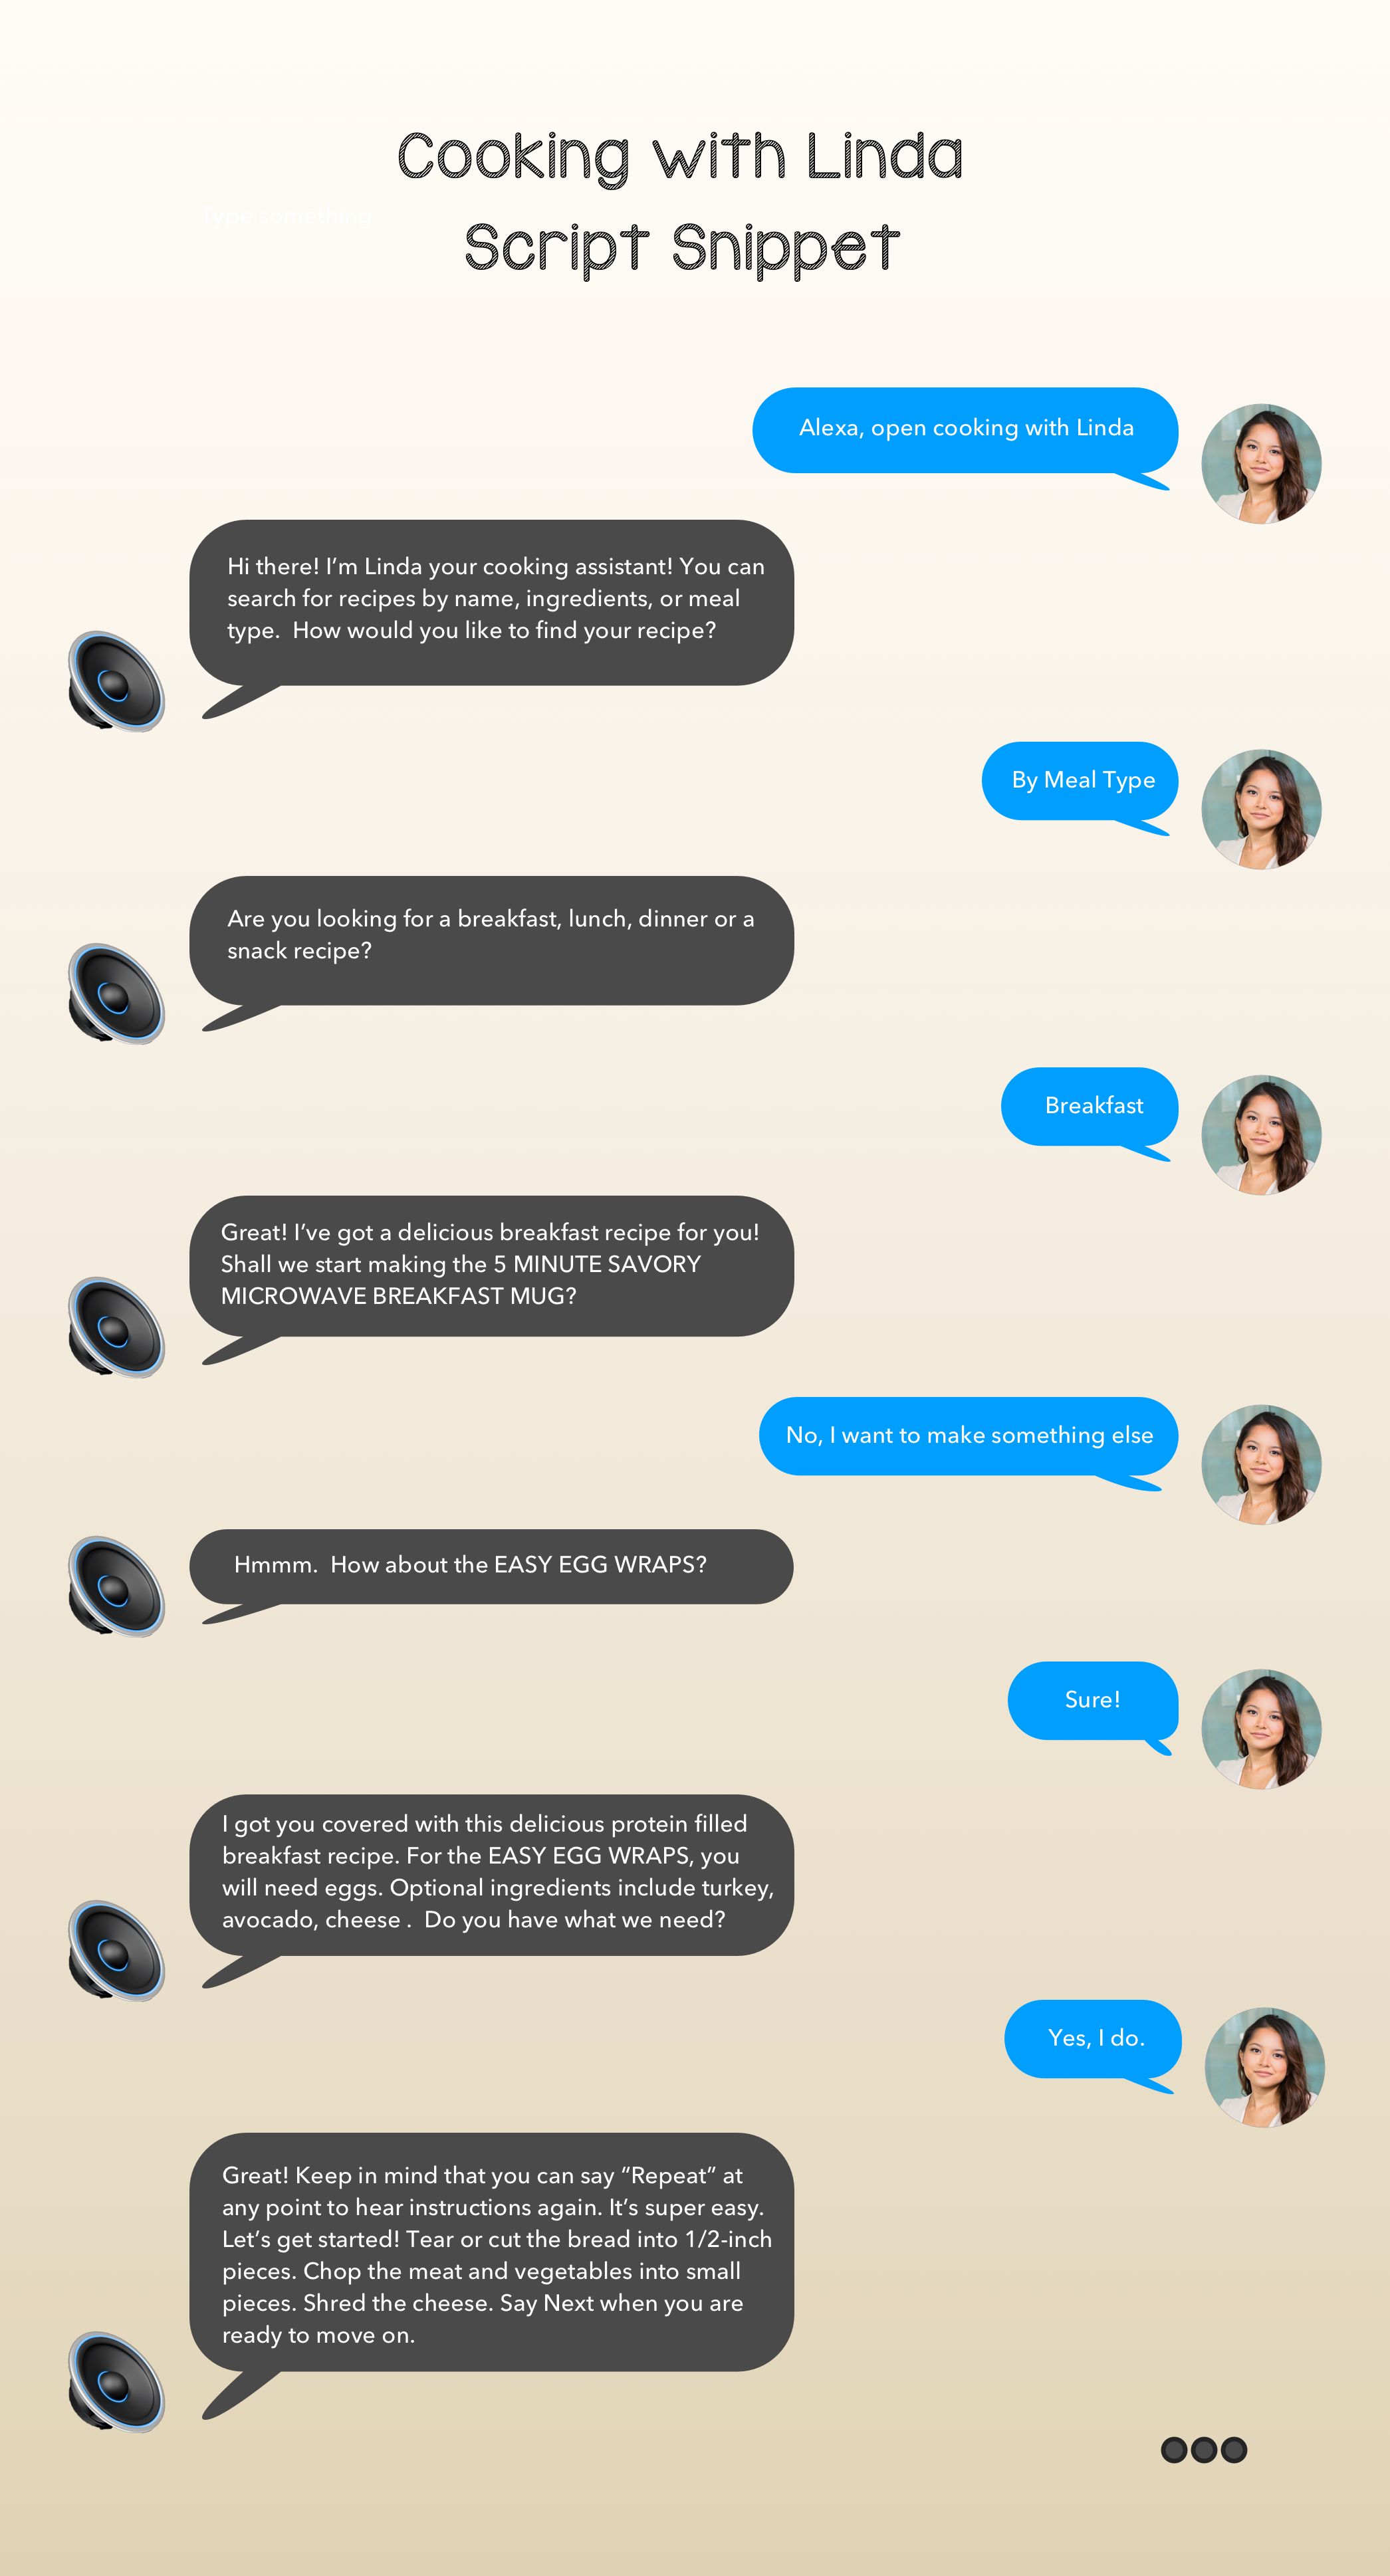 Cooking with Linda
Type something
Script Snippet
Alexa, open cooking with Linda
Hi there! I’m Linda your cooking assistant! You can
search for recipes by name, ingredients, or meal
type.  How would you like to find your recipe?
By Meal Type
Are you looking for a breakfast, lunch, dinner or a
snack recipe?
Breakfast
Great! I’ve got a delicious breakfast recipe for you!
Shall we start making the 5 MINUTE SAVORY
MICROWAVE BREAKFAST MUG?
No, I want to make something else
Hmmm.  How about the EASY EGG WRAPS?
Sure!
I got you covered with this delicious protein filled
breakfast recipe. For the EASY EGG WRAPS, you
will need eggs. Optional ingredients include turkey,
avocado, cheese .  Do you have what we need?
Yes, I do.
Great! Keep in mind that you can say “Repeat” at
any point to hear instructions again. It’s super easy.
Let’s get started! Tear or cut the bread into 1/2-inch
pieces. Chop the meat and vegetables into small
pieces. Shred the cheese. Say Next when you are
ready to move on.